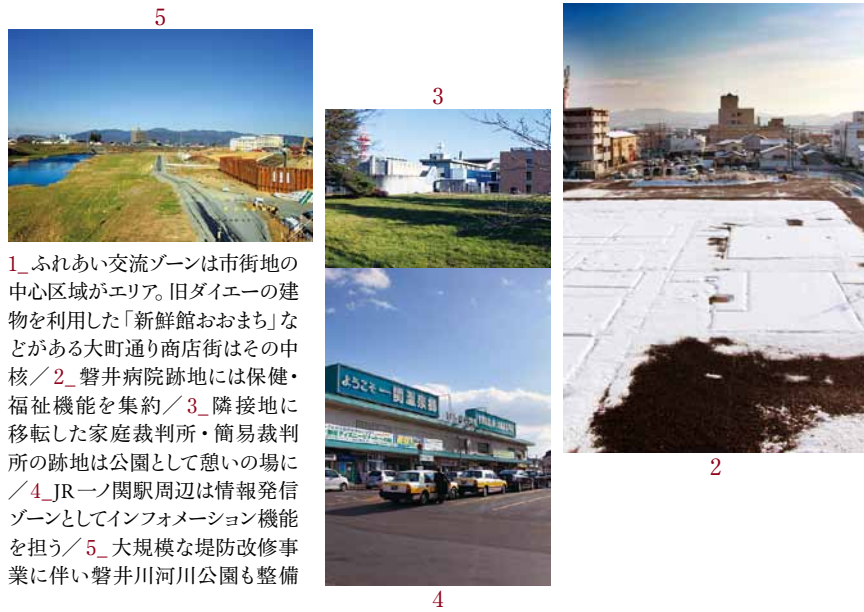 5
3
1_ふれあい交流ゾーンは市街地の
中心区域がエリア。旧ダイエーの建
物を利用した「新鮮館おおまち」な
どがある大町通り商店街はその中
核／2_磐井病院跡地には保健・
福祉機能を集約／3_隣接地に
移転した家庭裁判所・簡易裁判
所の跡地は公園として憩いの場に
／4_JR一ノ関駅周辺は情報発信
ゾーンとしてインフォメーション機能
を担う／5_大規模な堤防改修事
業に伴い磐井川河川公園も整備
ようこそ一関温泉郷
2
4